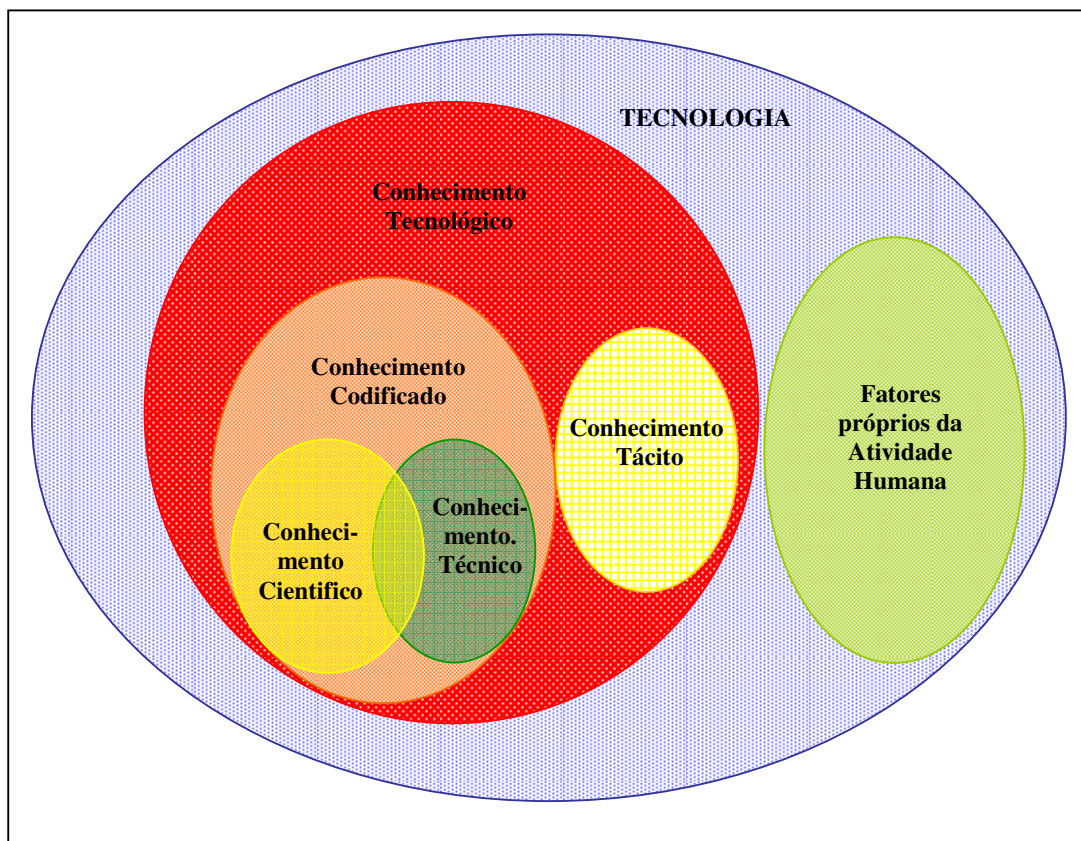 TECNOLOGIA
Conhecimento
Tecnológico
Conhecimento
Codificado
Conheci-
mento
Cientifico
Conheci-
mento.
Técnico
Conhecimento
Tácito
Fatores
próprios da
Atividade
Humana